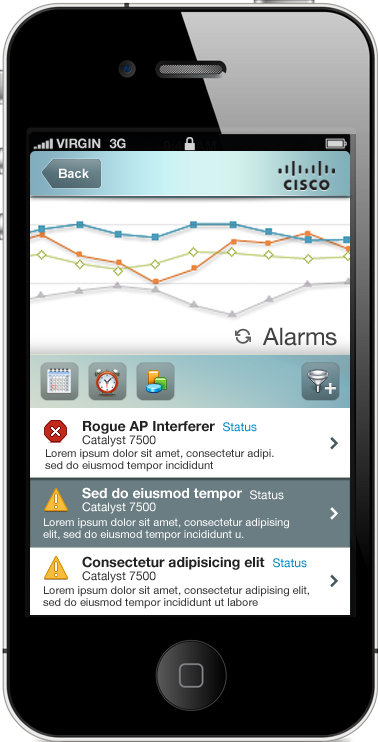 VIRGIN 3G
Back
CISCO
Alarms
Rogue AP Interferer Status
Catalyst 7500
Lorem ipsum dolor sit amet, consectetur adipi.
sed do eiusmod tempor incididunt
Sed do eiusmod tempor Status
Catalyst 7500
Lorem ipsum dolor sit amet, consectetur adipising
elit, sed do eiusmod tempor incididunt u.
Consectetur adipisicing elit Status
Catalyst 7500
Lorem ipsum dolor sit amet, consectetur adipising elit,
sed do eiusmod tempor incididunt ut labore